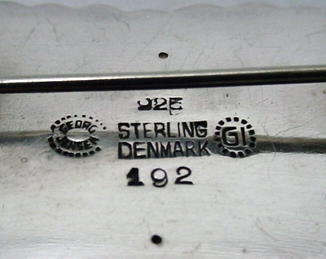 925
GEORG
JENSEN
STERLING
DENMARK
GI
192